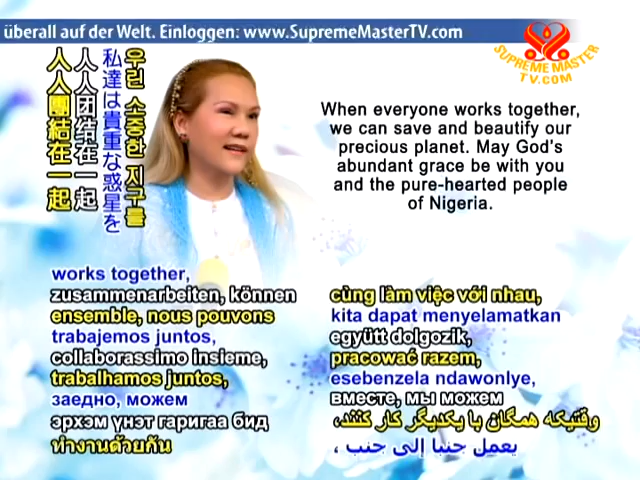 überall auf der Welt. Einloggen: www.SupremeMasterTV.com
SUPREME MASTER
TV.COM
人人團結在一起
人人团结在一起
私達は貴重な惑星を
우린 소중한 지구를
When everyone works together,
we can save and beautify our
precious planet. May God's
abundant grace be with you
and the pure-hearted people
of Nigeria.
works together,
zusammenarbeiten, können
ensemble, nous pouvons
trabajemos juntos,
collaborassimo insieme,
trabalhamos juntos,
заедно, можем
эрхэм үнэт гаригаа бид
ทำงานด้วยกัน
cùng làm việc với nhau,
kita dapat menyelamatkan
együtt dolgozik,
pracować razem,
esebenzela ndawonlye,
вместе, мы можем
وقتیکه همگان با یکدیگر کار کنند،
يعمل جنبا إلى جنب ،